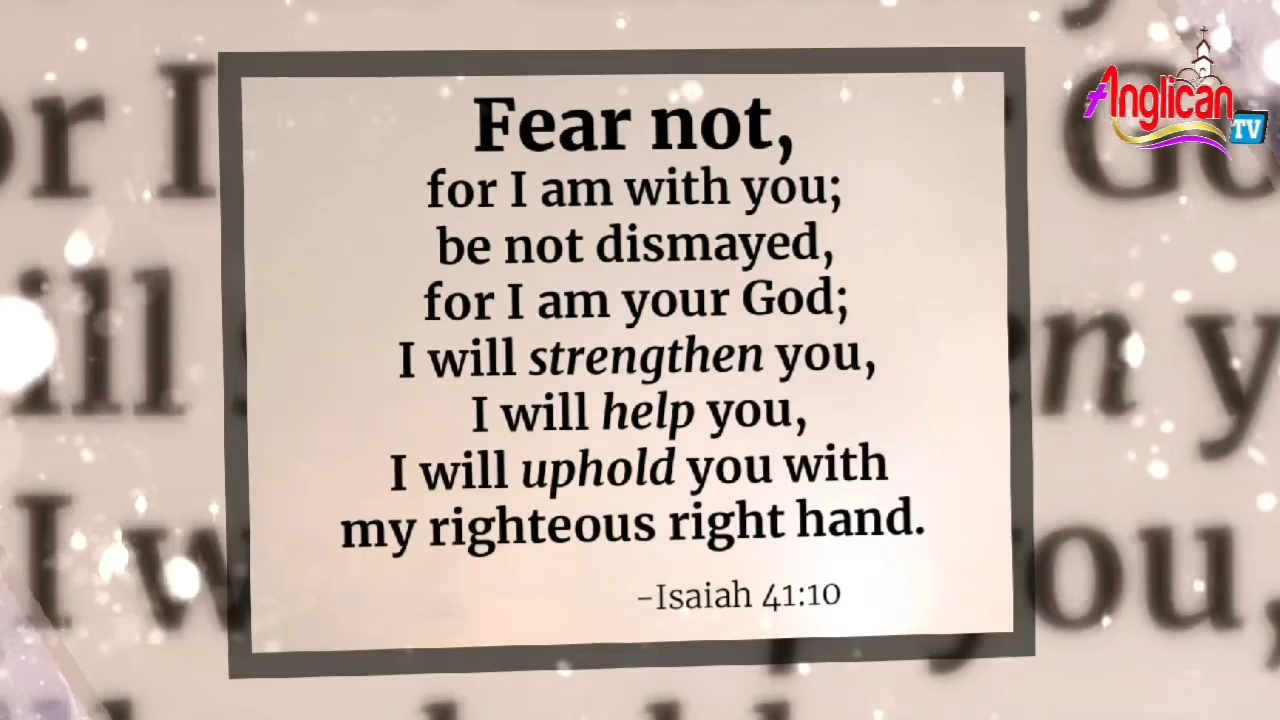 Fear not,
for I am with you;
be not dismayed,
for I am your God;
I will strengthen you,
I will help you,
I will uphold you with
my righteous right hand.
-Isaiah 41:10
#Anglican
TV